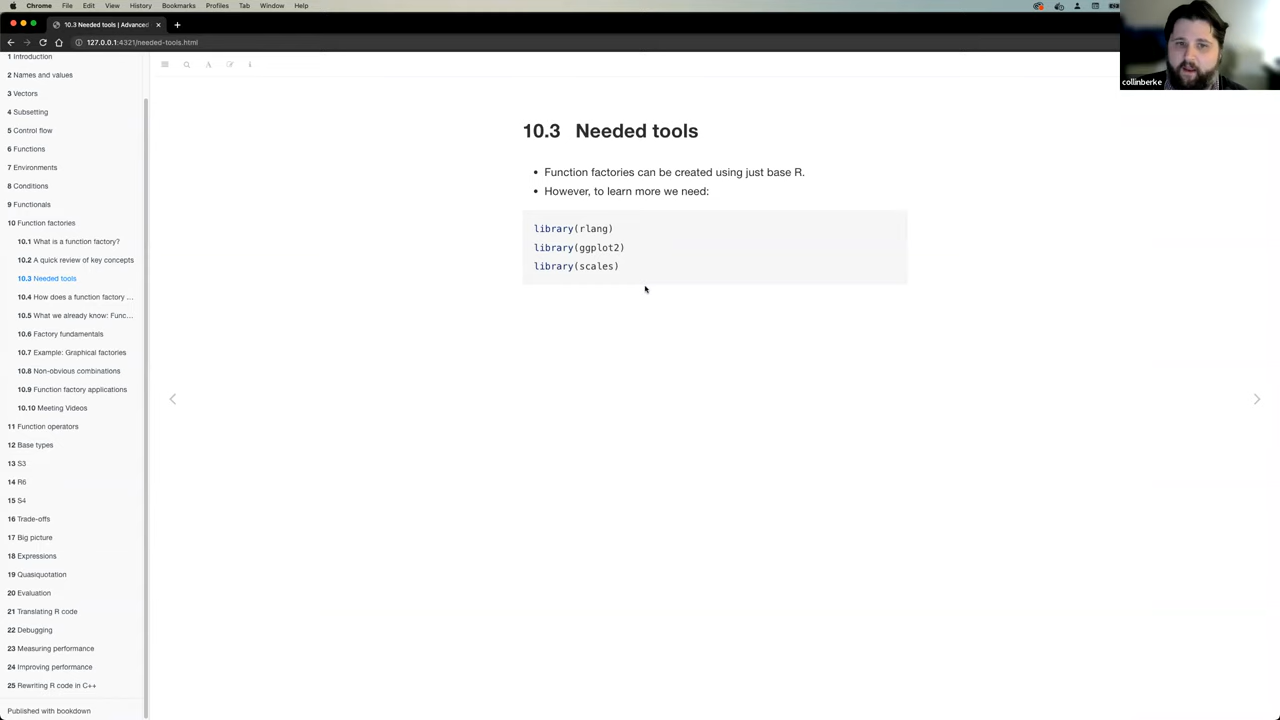 Chrome File Edit View History Bookmarks Profiles Tab Window Help
10.3 Needed tools | Advanced
127.0.0.1:4321/needed-tools.html
collinberke
1 Introduction
2 Names and values
3 Vectors
4 Subsetting
5 Control flow
6 Functions
7 Environments
8 Conditions
9 Functionals
10 Function factories
10.1 What is a function factory?
10.2 A quick review of key concepts
10.3 Needed tools
10.4 How does a function factory ...
10.5 What we already know: Func...
10.6 Factory fundamentals
10.7 Example: Graphical factories
10.8 Non-obvious combinations
10.9 Function factory applications
10.10 Meeting Videos
11 Function operators
12 Base types
13 S3
14 R6
15 S4
16 Trade-offs
17 Big picture
18 Expressions
19 Quasiquotation
20 Evaluation
21 Translating R code
22 Debugging
23 Measuring performance
24 Improving performance
25 Rewriting R code in C++
Published with bookdown
10.3 Needed tools
• Function factories can be created using just base R.
• However, to learn more we need:
library(rlang)
library(ggplot2)
library(scales)